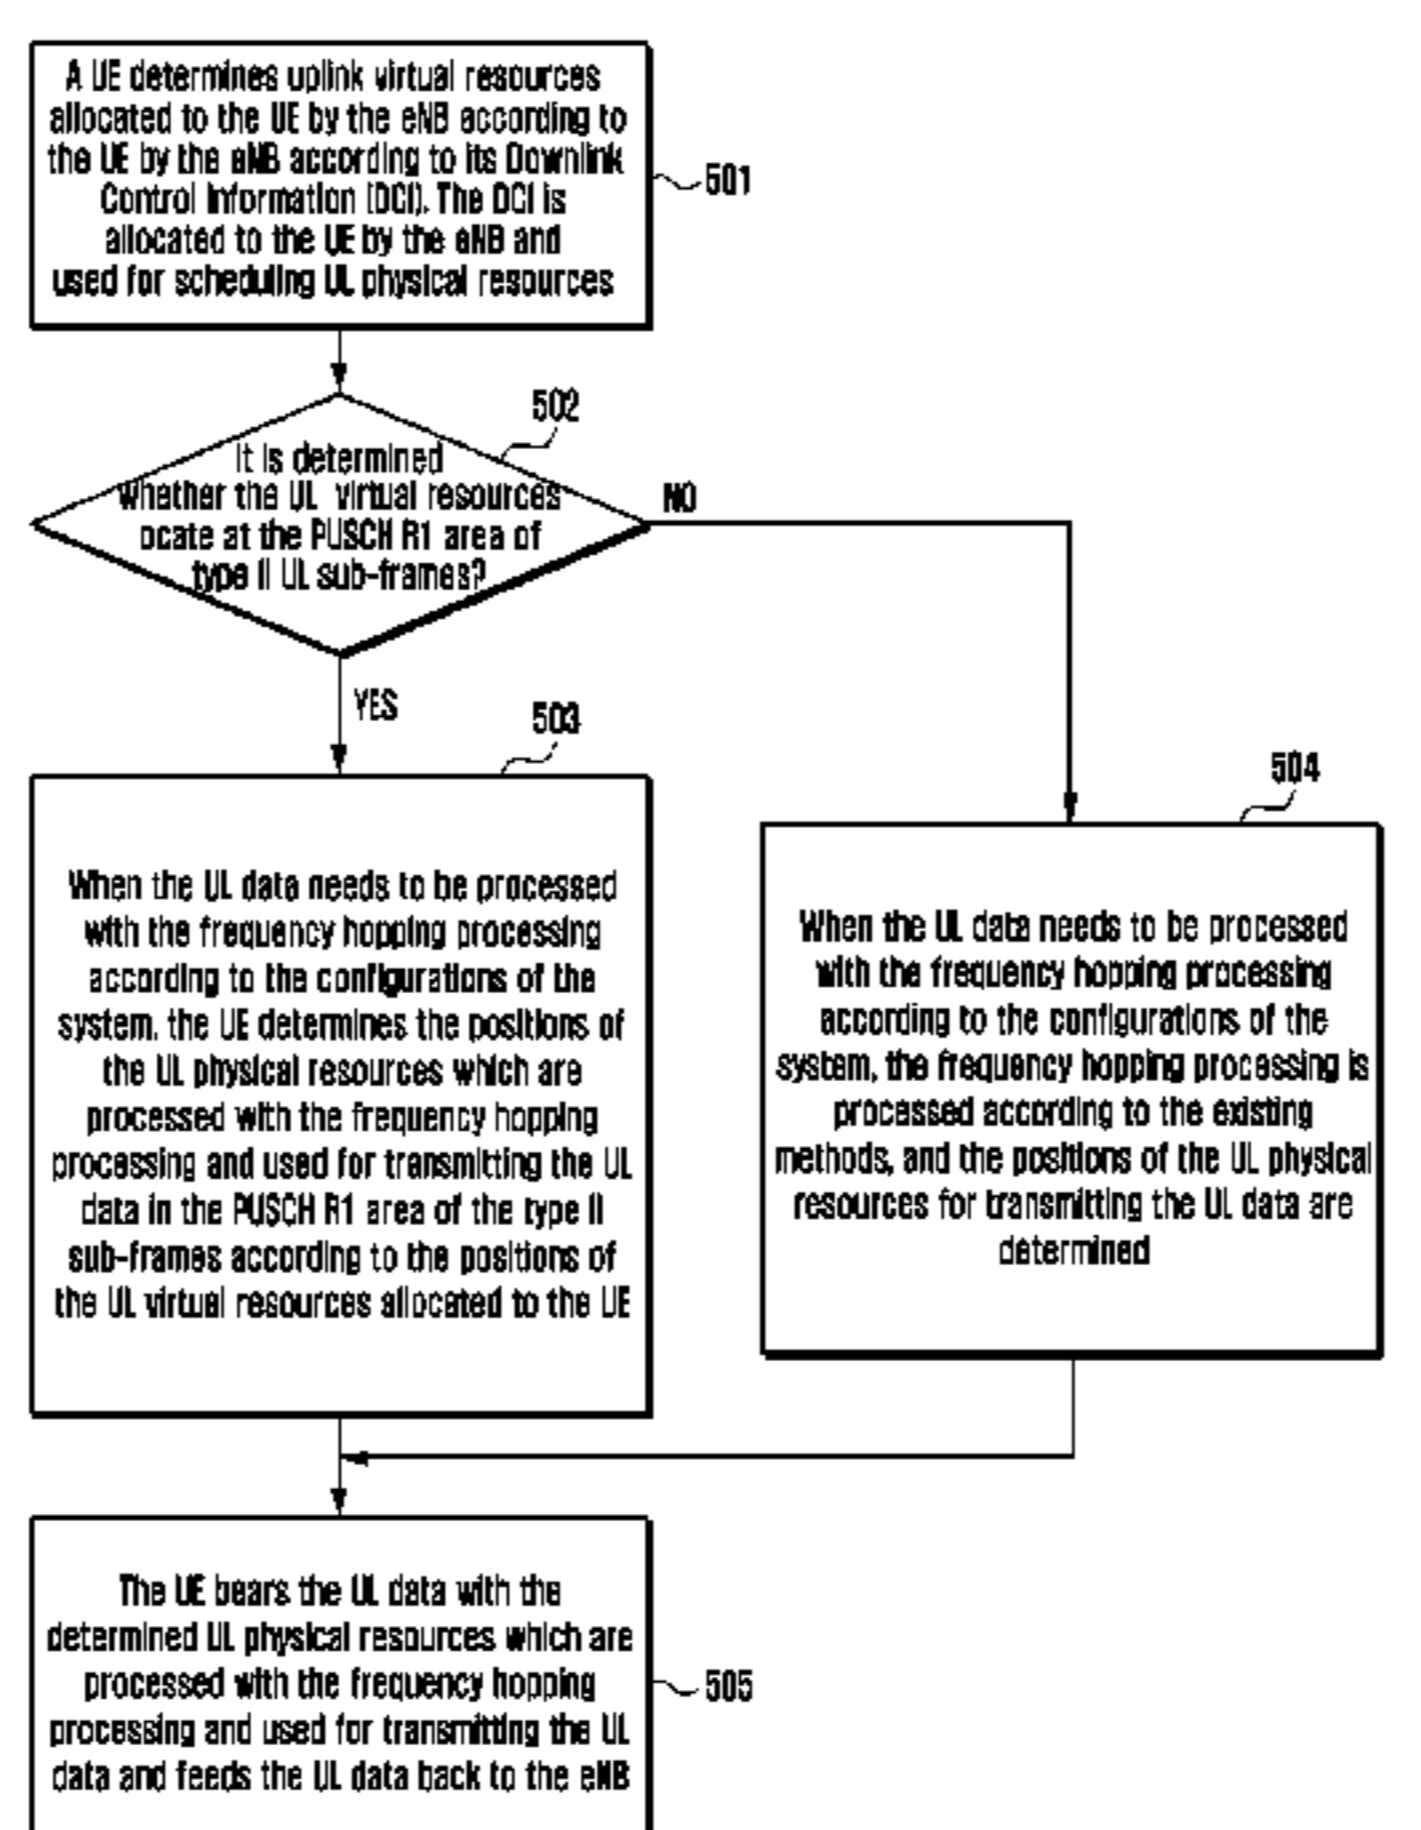 A UE determines uplink virtual resources
allocated to the UE by the eNB according to
the UE by the eNB according to its Downlink
Control Information (DCI). The DCI is
allocated to the UE by the eNB and
used for scheduling UL physical resources
501
502
It is determined
whether the UL virtual resources
ocate at the PUSCH R1 area of
type II UL sub-frames?
NO
YES
503
504
When the UL data needs to be processed
with the frequency hopping processing
according to the configurations of the
system, the UE determines the positions of
the UL physical resources which are
processed with the frequency hopping
processing and used for transmitting the UL
data in the PUSCH R1 area of the type II
sub-frames according to the positions of
the UL virtual resources allocated to the UE
When the UL data needs to be processed
with the frequency hopping processing
according to the configurations of the
system, the frequency hopping processing is
processed according to the existing
methods, and the positions of the UL physical
resources for transmitting the UL data are
determined
The UE bears the UL data with the
determined UL physical resources which are
processed with the frequency hopping
processing and used for transmitting the UL
data and feeds the UL data back to the eNB
505